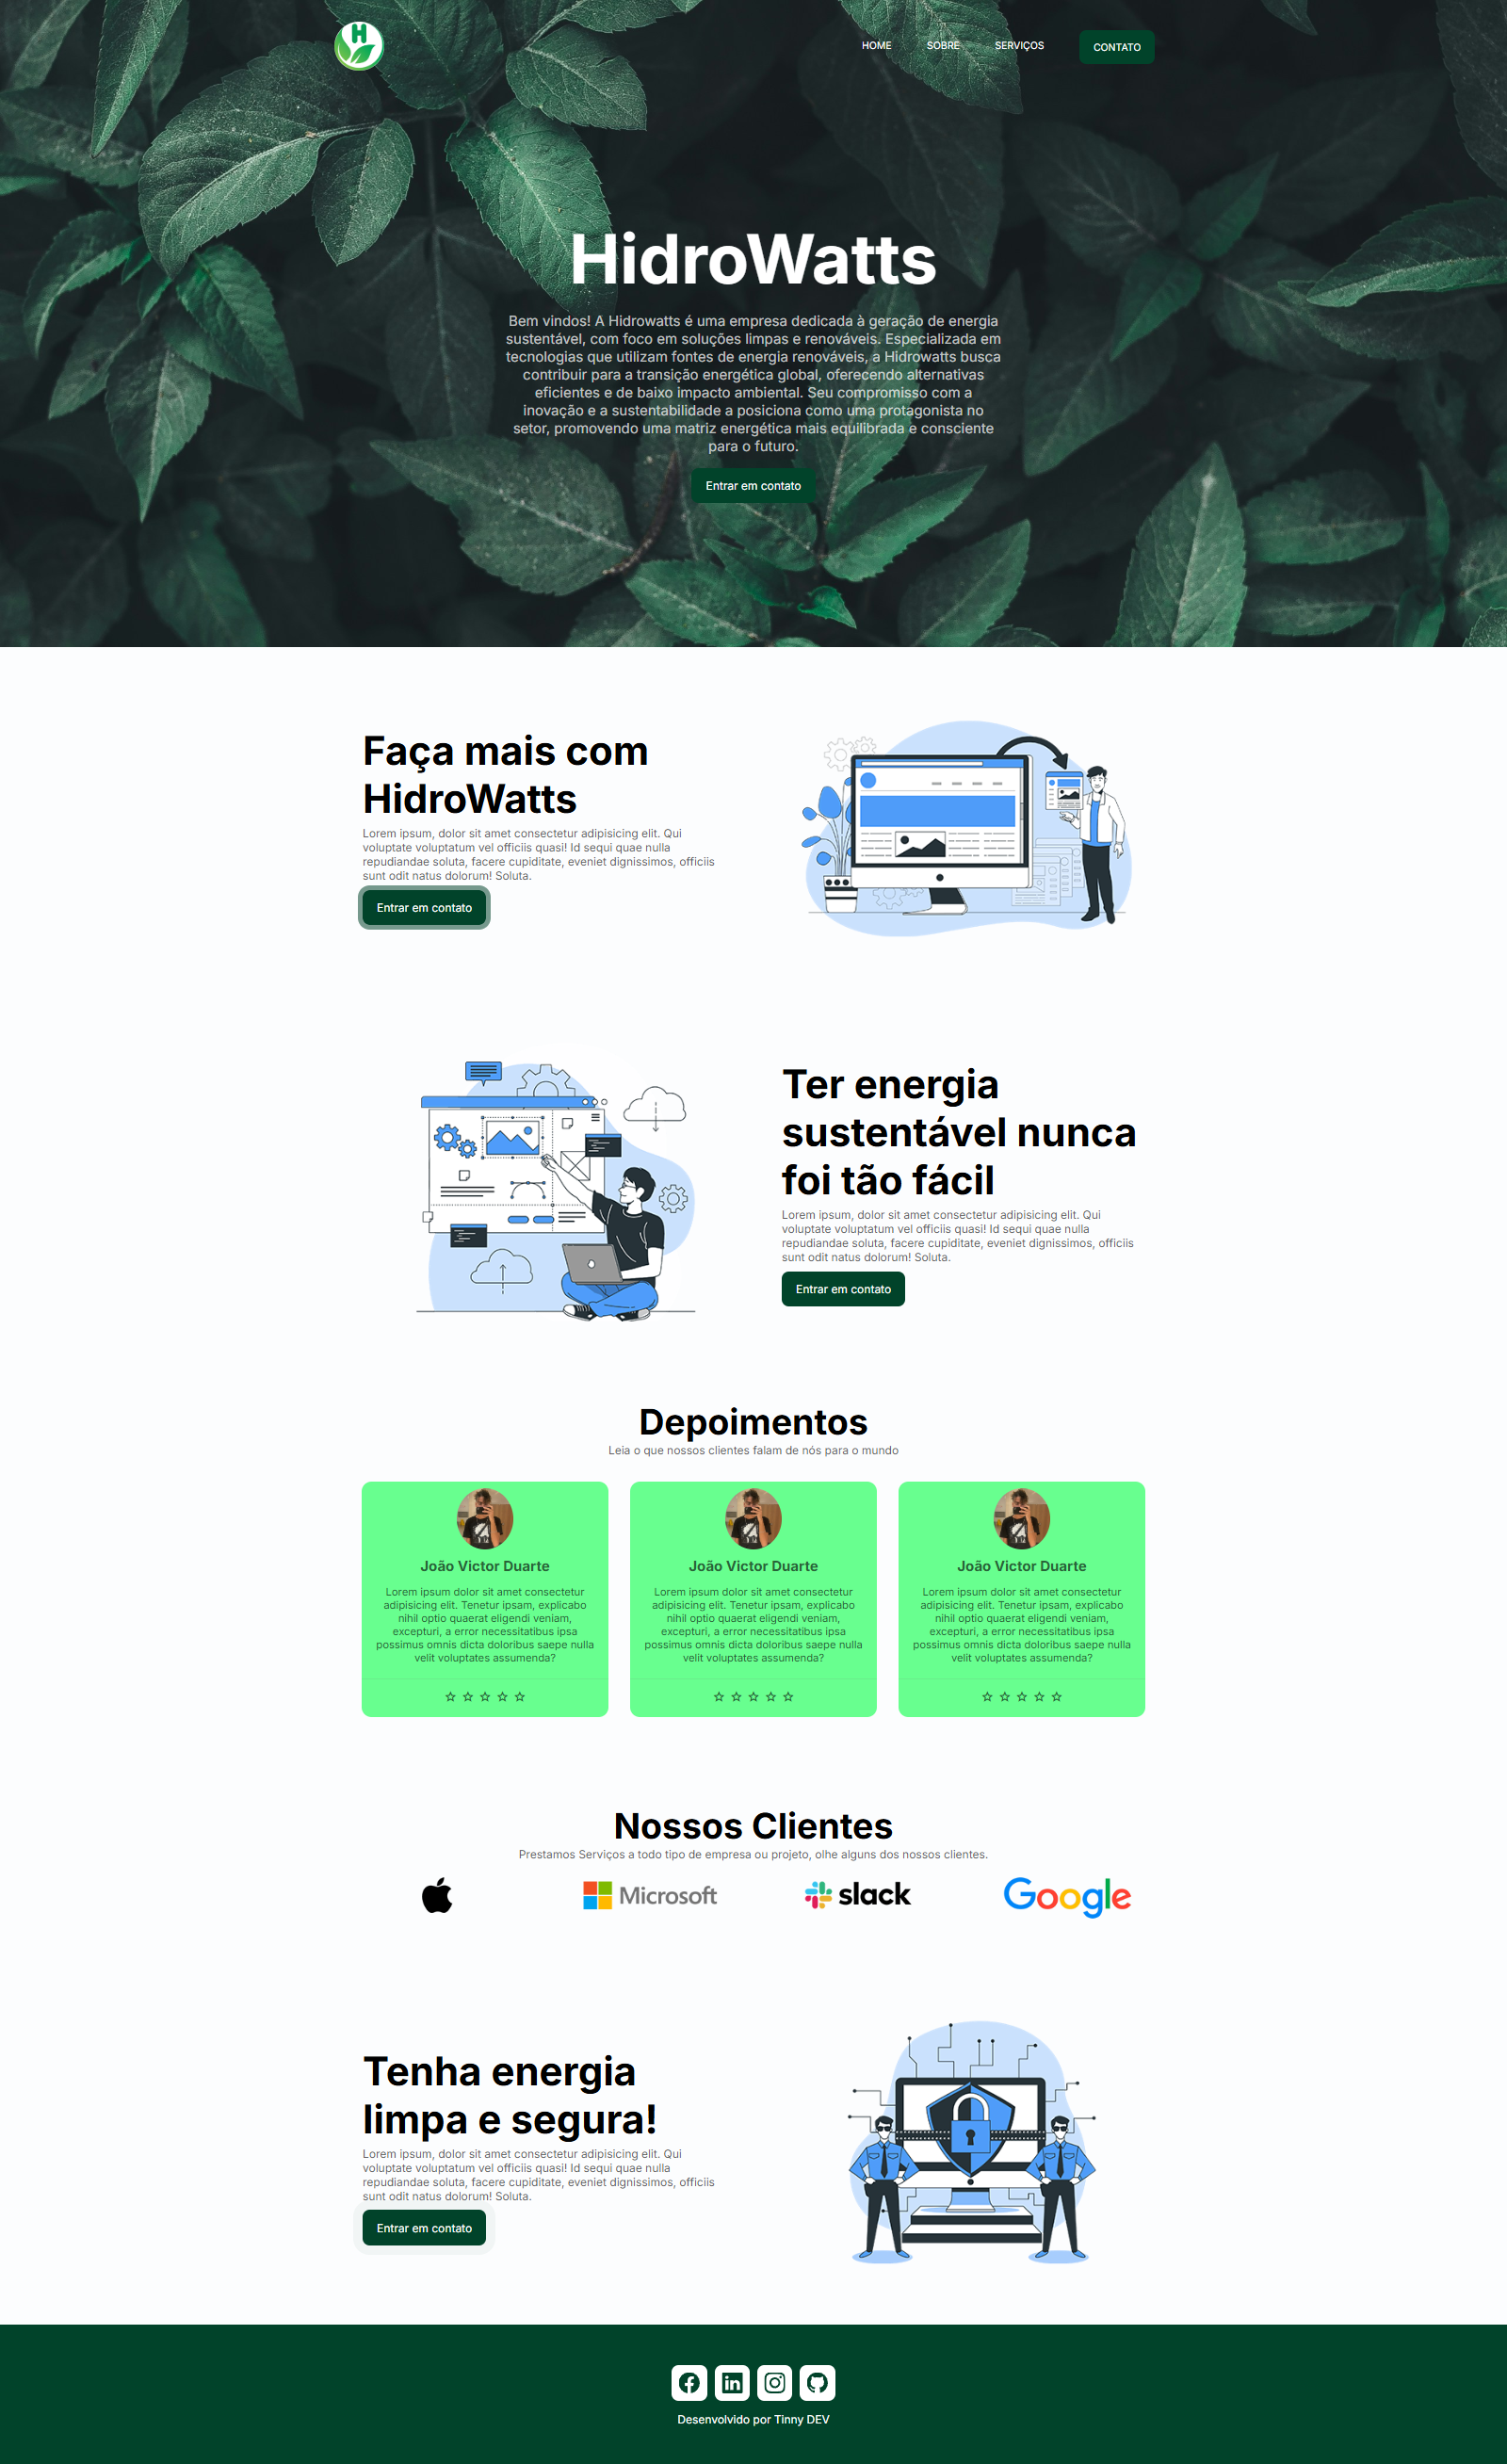 H
HOME
SOBRE
SERVIÇOS
CONTATO
HidroWatts
Bem vindos! A Hidrowatts é uma empresa dedicada à geração de energia
sustentável, com foco em soluções limpas e renováveis. Especializada em
tecnologias que utilizam fontes de energia renováveis, a Hidrowatts busca
contribuir para a transição energética global, oferecendo alternativas
eficientes e de baixo impacto ambiental. Seu compromisso com a
inovação e a sustentabilidade a posiciona como uma protagonista no
setor, promovendo uma matriz energética mais equilibrada e consciente
para o futuro.
Entrar em contato
Faça mais com
HidroWatts
Lorem ipsum, dolor sit amet consectetur adipisicing elit. Qui
voluptate voluptatum vel officiis quasi! Id sequi quae nulla
repudiandae soluta, facere cupiditate, eveniet dignissimos, officiis
sunt odit natus dolorum! Soluta.
Entrar em contato
Ter energia
sustentável nunca
foi tão fácil
Lorem ipsum, dolor sit amet consectetur adipisicing elit. Qui
voluptate voluptatum vel officiis quasi! Id sequi quae nulla
repudiandae soluta, facere cupiditate, eveniet dignissimos, officiis
sunt odit natus dolorum! Soluta.
Entrar em contato
Depoimentos
Leia o que nossos clientes falam de nós para o mundo
João Victor Duarte
Lorem ipsum dolor sit amet consectetur
adipisicing elit. Tenetur ipsam, explicabo
nihil optio quaerat eligendi veniam,
excepturi, a error necessitatibus ipsa
possimus omnis dicta doloribus saepe nulla
velit voluptates assumenda?
João Victor Duarte
Lorem ipsum dolor sit amet consectetur
adipisicing elit. Tenetur ipsam, explicabo
nihil optio quaerat eligendi veniam,
excepturi, a error necessitatibus ipsa
possimus omnis dicta doloribus saepe nulla
velit voluptates assumenda?
João Victor Duarte
Lorem ipsum dolor sit amet consectetur
adipisicing elit. Tenetur ipsam, explicabo
nihil optio quaerat eligendi veniam,
excepturi, a error necessitatibus ipsa
possimus omnis dicta doloribus saepe nulla
velit voluptates assumenda?
Nossos Clientes
Prestamos Serviços a todo tipo de empresa ou projeto, olhe alguns dos nossos clientes.
Microsoft
slack
Google
Tenha energia
limpa e segura!
Lorem ipsum, dolor sit amet consectetur adipisicing elit. Qui
voluptate voluptatum vel officiis quasi! Id sequi quae nulla
repudiandae soluta, facere cupiditate, eveniet dignissimos, officiis
sunt odit natus dolorum! Soluta.
Entrar em contato
Desenvolvido por Tinny DEV